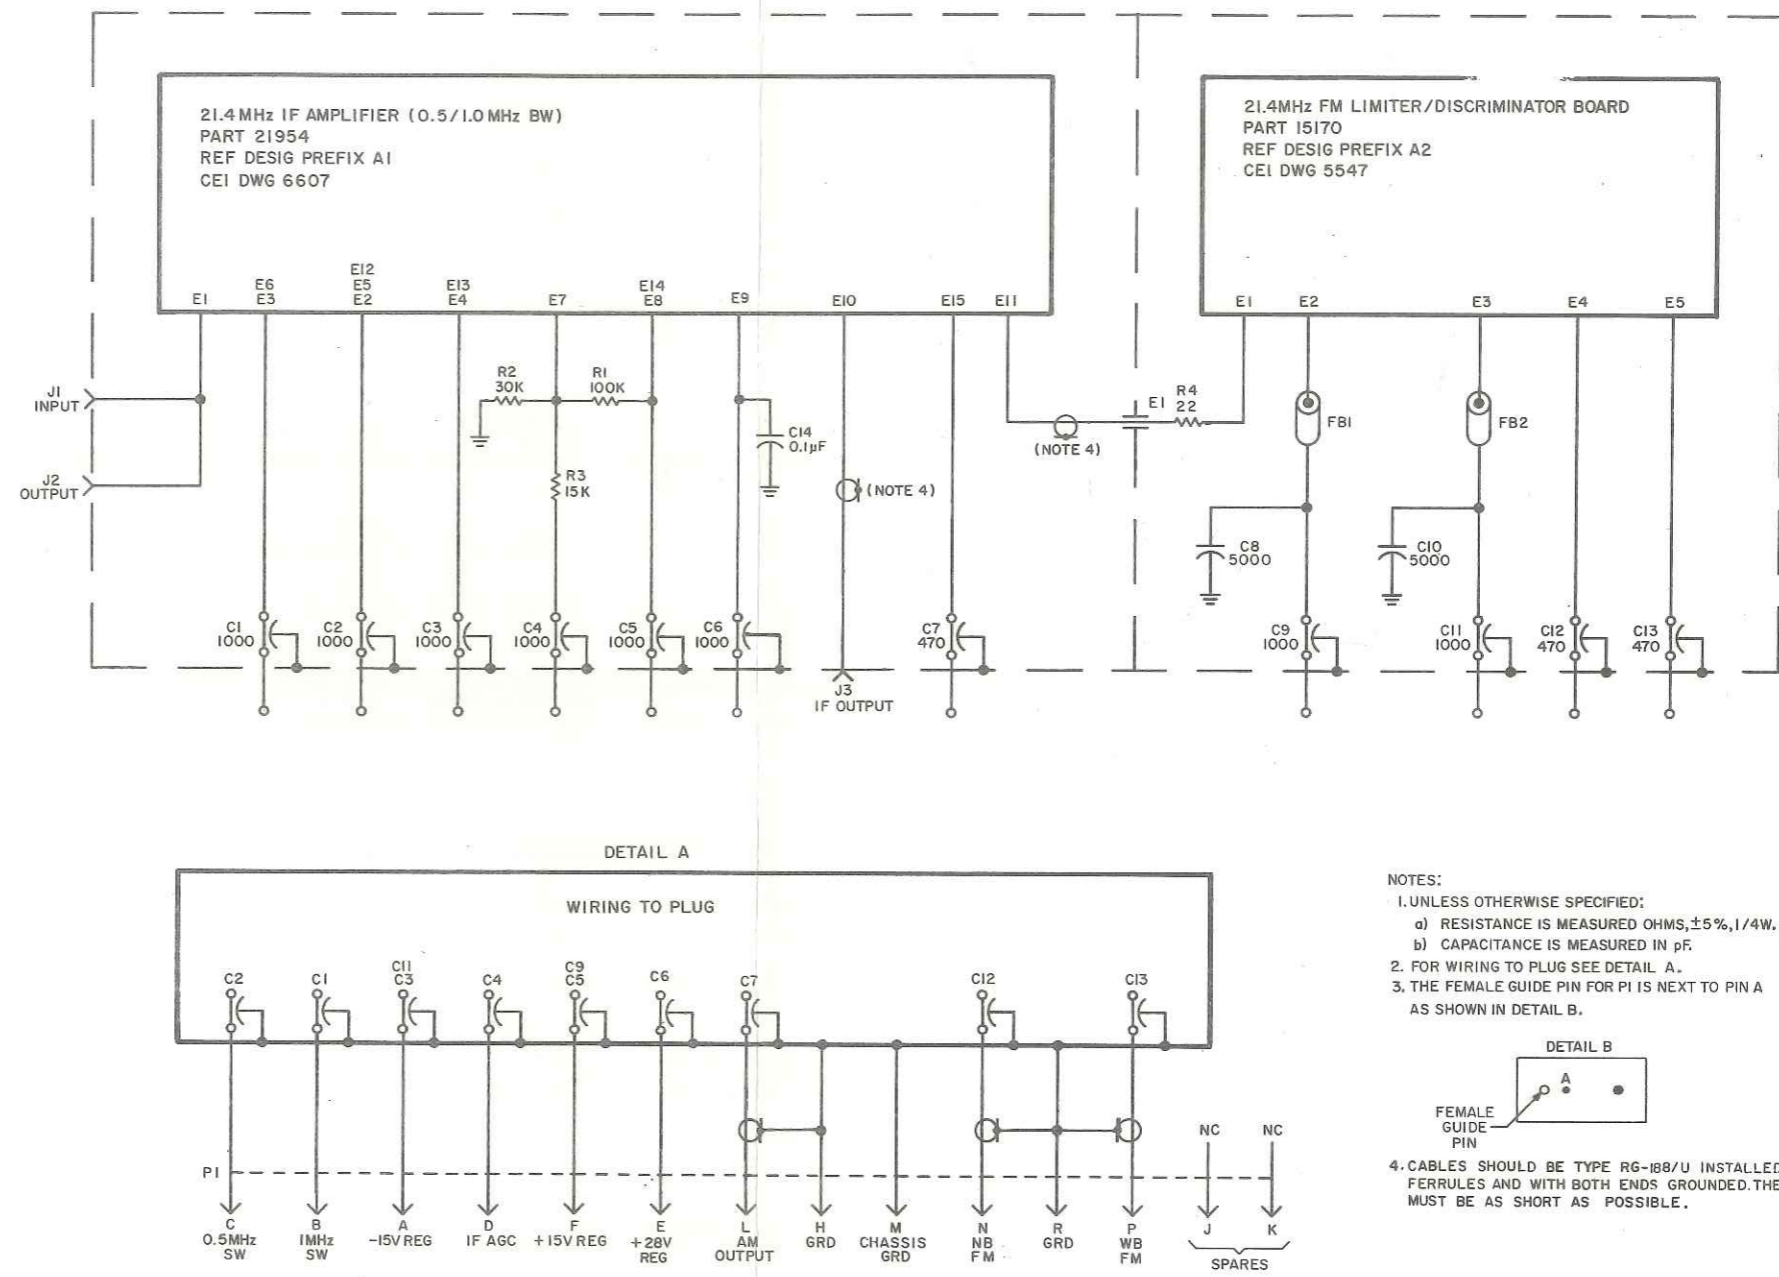 21.4MHz IF AMPLIFIER (0.5/1.0MHz BW)
PART 21954
REF DESIG PREFIX A1
CEI DWG 6607
21.4MHz FM LIMITER/DISCRIMINATOR BOARD
PART 15170
REF DESIG PREFIX A2
CEI DWG 5547
E1
E6
E3
E12
E5
E2
E13
E4
E7
E14
E8
E9
E10
E15
E11
E1
E2
E3
E4
E5
J1
INPUT
J2
OUTPUT
R2
30K
R1
100K
R3
15K
C14
0.1µF
(NOTE 4)
(NOTE 4)
E1
R4
22
FB1
FB2
C8
5000
C10
5000
C1
1000
C2
1000
C3
1000
C4
1000
C5
1000
C6
1000
C7
470
C9
1000
C11
1000
C12
470
C13
470
J3
IF OUTPUT
DETAIL A
WIRING TO PLUG
C2
C1
C11
C3
C4
C9
C5
C6
C7
C12
C13
P1
NC
NC
C
0.5MHz
SW
B
1MHz
SW
A
-15V REG
D
IF AGC
F
+15V REG
E
+28V
REG
L
AM
OUTPUT
H
GRD
M
CHASSIS
GRD
N
NB
FM
R
GRD
P
WB
FM
J
K
SPARES
NOTES:
1. UNLESS OTHERWISE SPECIFIED:
a) RESISTANCE IS MEASURED OHMS, ±5%, 1/4W.
b) CAPACITANCE IS MEASURED IN pF.
2. FOR WIRING TO PLUG SEE DETAIL A.
3. THE FEMALE GUIDE PIN FOR P1 IS NEXT TO PIN A
AS SHOWN IN DETAIL B.
DETAIL B
A
FEMALE
GUIDE
PIN
4. CABLES SHOULD BE TYPE RG-188/U INSTALLED
FERRULES AND WITH BOTH ENDS GROUNDED. THE
MUST BE AS SHORT AS POSSIBLE.